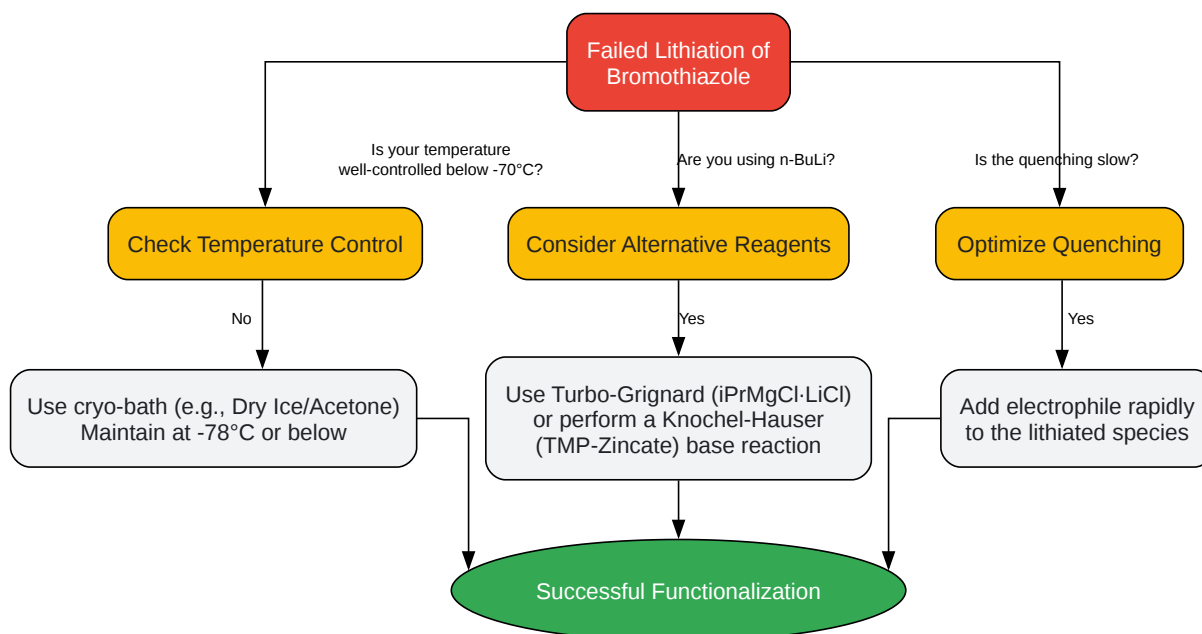 Failed Lithiation of
Bromothiazole
Is your temperature
well-controlled below -70°C?
Are you using n-BuLi?
Is the quenching slow?
Check Temperature Control
Consider Alternative Reagents
Optimize Quenching
No
Yes
Yes
Use cryo-bath (e.g., Dry Ice/Acetone)
Maintain at -78°C or below
Use Turbo-Grignard (iPrMgCl·LiCl)
or perform a Knochel-Hauser
(TMP-Zincate) base reaction
Add electrophile rapidly
to the lithiated species
Successful Functionalization